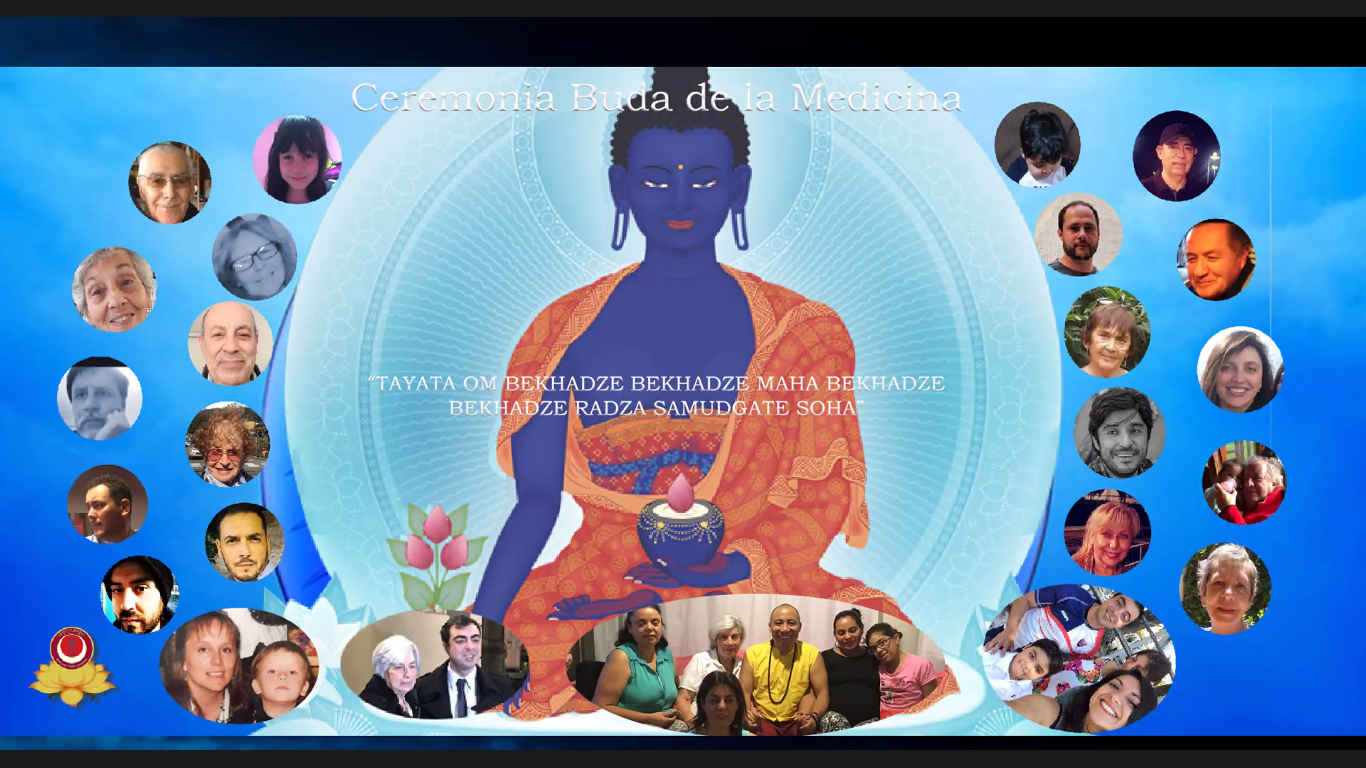 Ceremonia Buda de la Medicina
“TAYATA OM BEKHADZE BEKHADZE MAHA BEKHADZE
BEKHADZE RADZA SAMUDGATE SOHA”